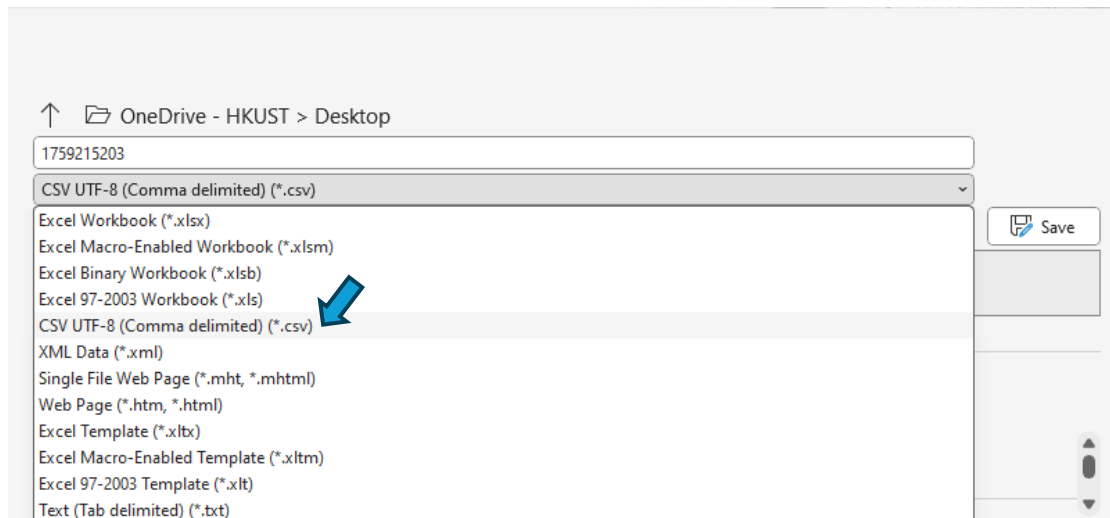 OneDrive - HKUST > Desktop
1759215203
CSV UTF-8 (Comma delimited) (*.csv)
Save
Excel Workbook (*.xlsx)
Excel Macro-Enabled Workbook (*.xlsm)
Excel Binary Workbook (*.xlsb)
Excel 97-2003 Workbook (*.xls)
CSV UTF-8 (Comma delimited) (*.csv)
XML Data (*.xml)
Single File Web Page (*.mht, *.mhtml)
Web Page (*.htm, *.html)
Excel Template (*.xltx)
Excel Macro-Enabled Template (*.xltm)
Excel 97-2003 Template (*.xlt)
Text (Tab delimited) (*.txt)